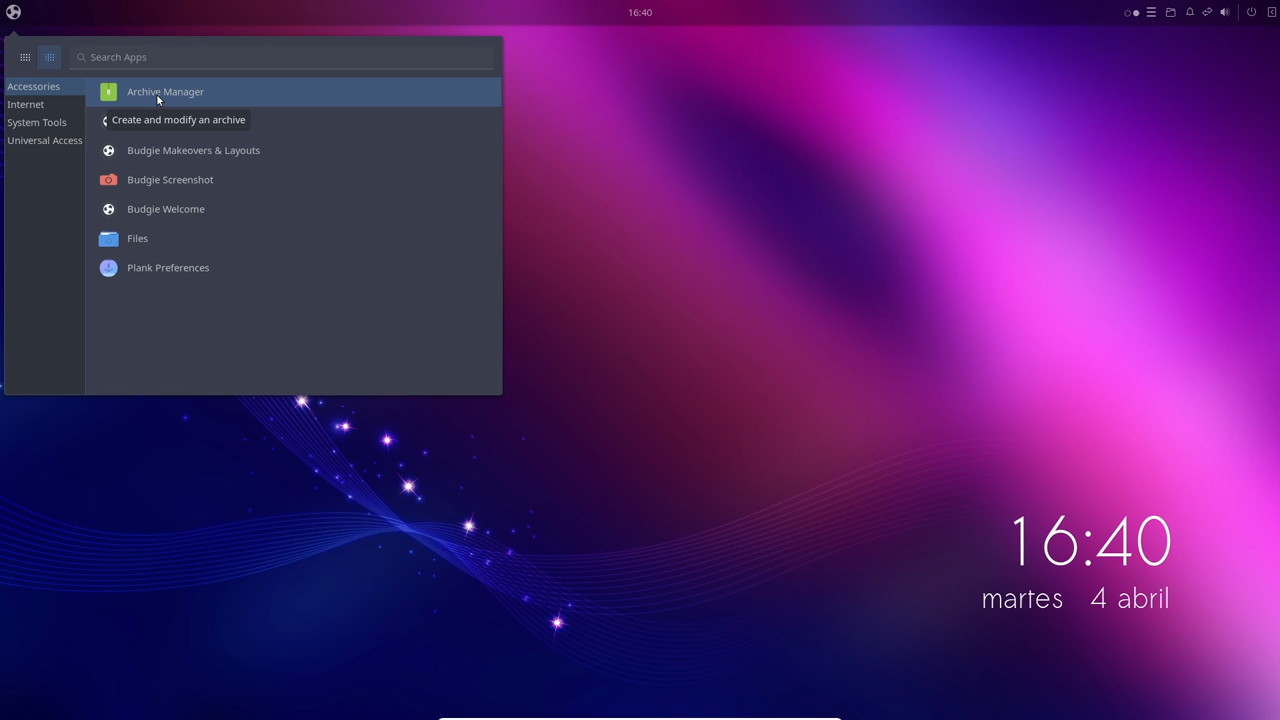 16:40
Search Apps
Accessories
Internet
System Tools
Universal Access
Archive Manager
Create and modify an archive
Budgie Makeovers & Layouts
Budgie Screenshot
Budgie Welcome
Files
Plank Preferences
16:40
martes 4 abril